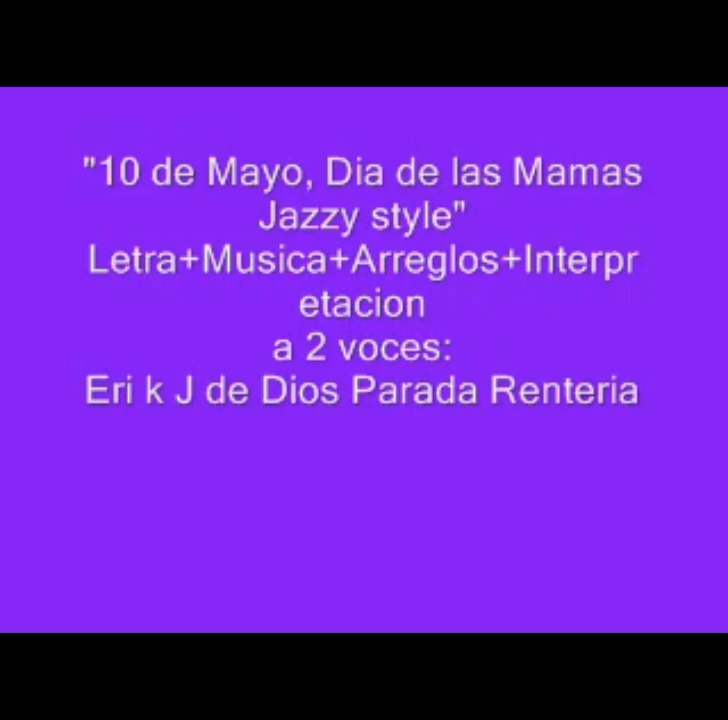 "10 de Mayo, Dia de las Mamas
Jazzy style"
Letra+Musica+Arreglos+Interpr
etacion
a 2 voces:
Eri k J de Dios Parada Renteria